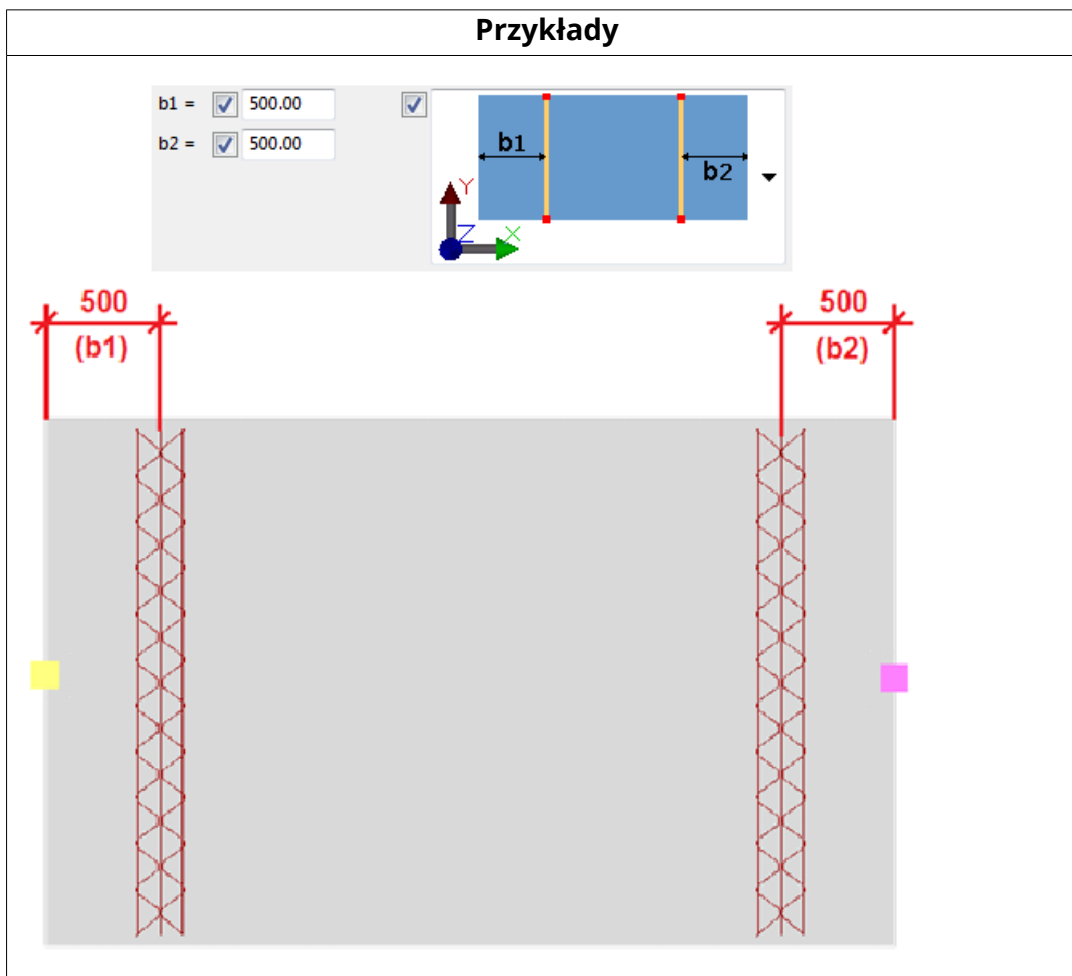 Przykłady
b1 = 500.00
b2 = 500.00
b1
b2
Y
Z
X
500
(b1)
500
(b2)